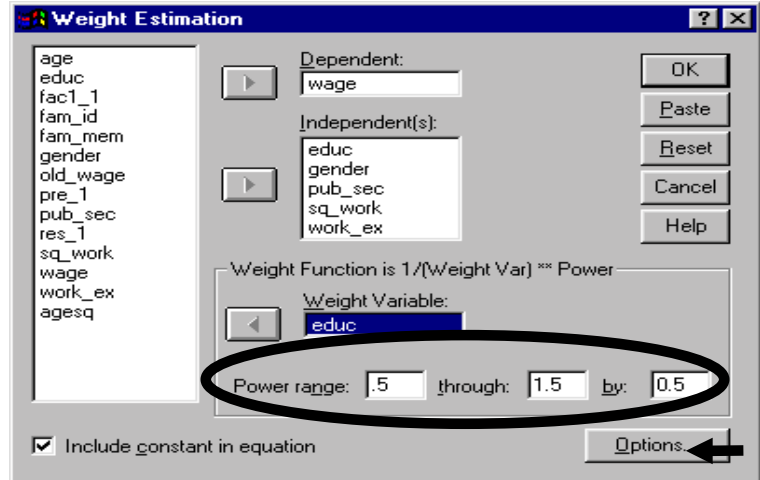 Weight Estimation
age
educ
fac1_1
fam_id
fam_mem
gender
old_wage
pre_1
pub_sec
res_1
sq_work
wage
work_ex
agesq
Dependent:
wage
Independent(s):
educ
gender
pub_sec
sq_work
work_ex
OK
Paste
Reset
Cancel
Help
Weight Function is 1/(Weight Var) ** Power
Weight Variable:
educ
Power range: .5 through: 1.5 by: 0.5
Include constant in equation
Options...